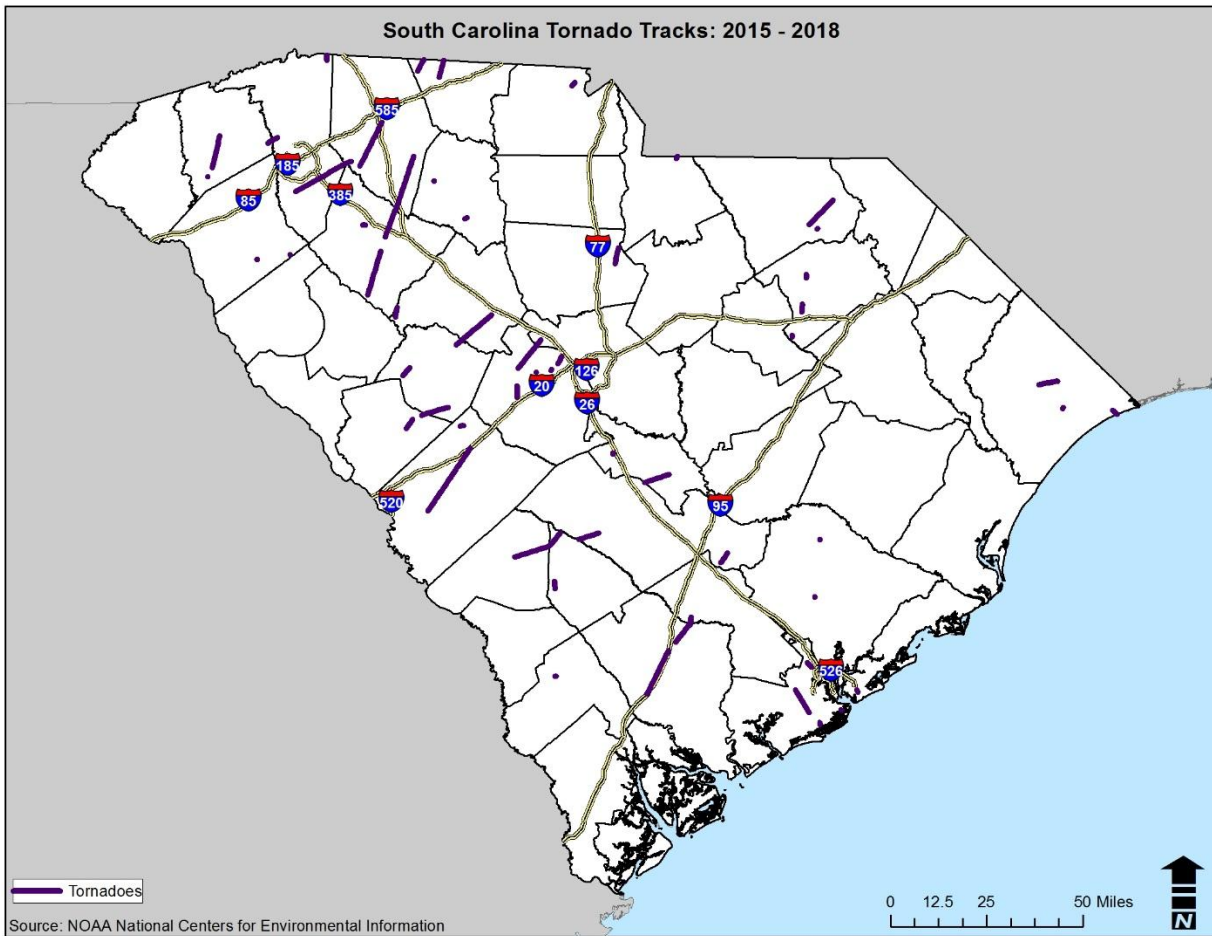 South Carolina Tornado Tracks: 2015 - 2018
585
185
385
85
77
126
20
26
520
95
526
Tornadoes
0 12.5 25 50 Miles
N
Source: NOAA National Centers for Environmental Information